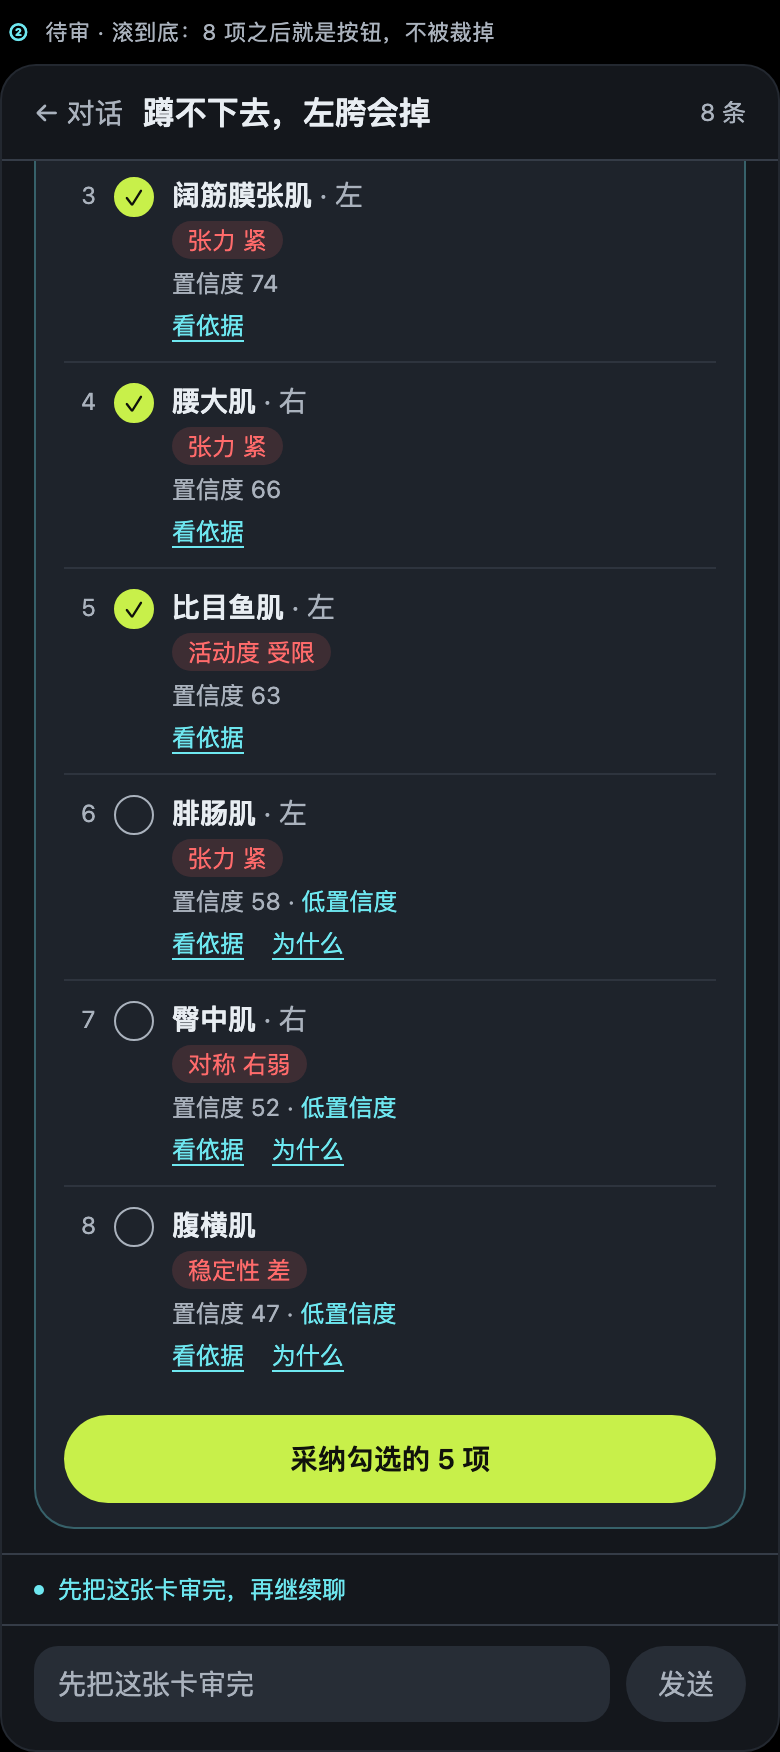 ② 待审 · 滚到底：8 项之后就是按钮，不被裁掉
← 对话 蹲不下去，左胯会掉 8 条
3 阔筋膜张肌 · 左
张力 紧
置信度 74
看依据
4 腰大肌 · 右
张力 紧
置信度 66
看依据
5 比目鱼肌 · 左
活动度 受限
置信度 63
看依据
6 腓肠肌 · 左
张力 紧
置信度 58 · 低置信度
看依据 为什么
7 臀中肌 · 右
对称 右弱
置信度 52 · 低置信度
看依据 为什么
8 腹横肌
稳定性 差
置信度 47 · 低置信度
看依据 为什么
采纳勾选的 5 项
先把这张卡审完，再继续聊
先把这张卡审完 发送